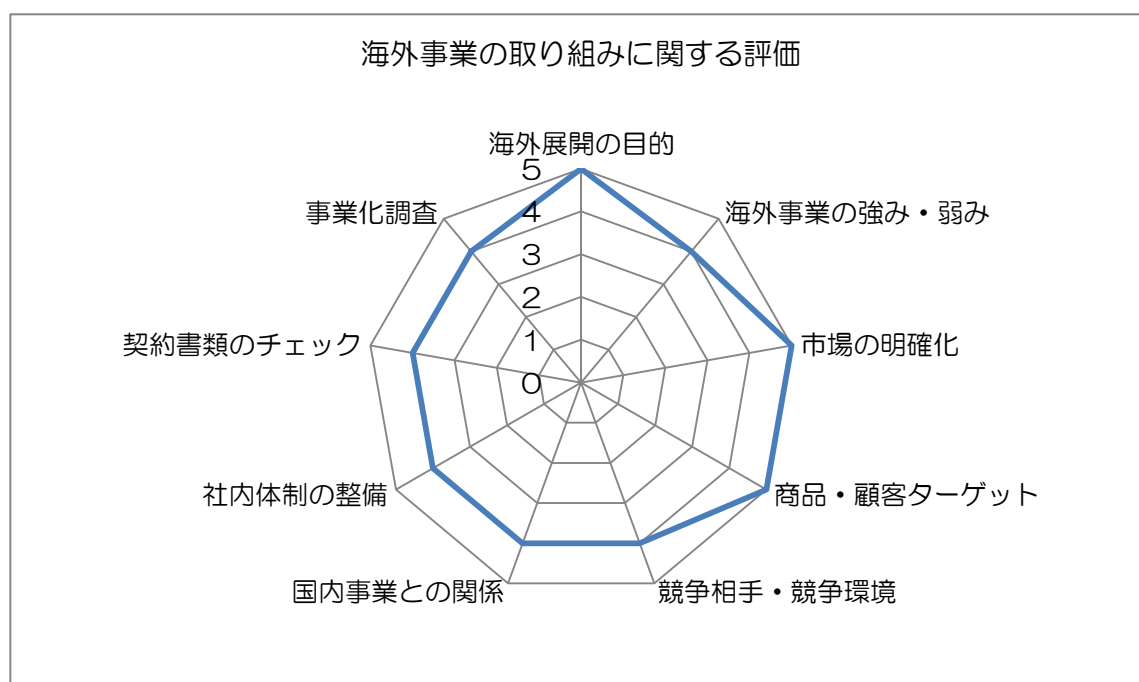 海外事業の取り組みに関する評価
海外展開の目的
5
4
3
2
1
0
海外事業の強み・弱み
市場の明確化
商品・顧客ターゲット
競争相手・競争環境
国内事業との関係
社内体制の整備
契約書類のチェック
事業化調査